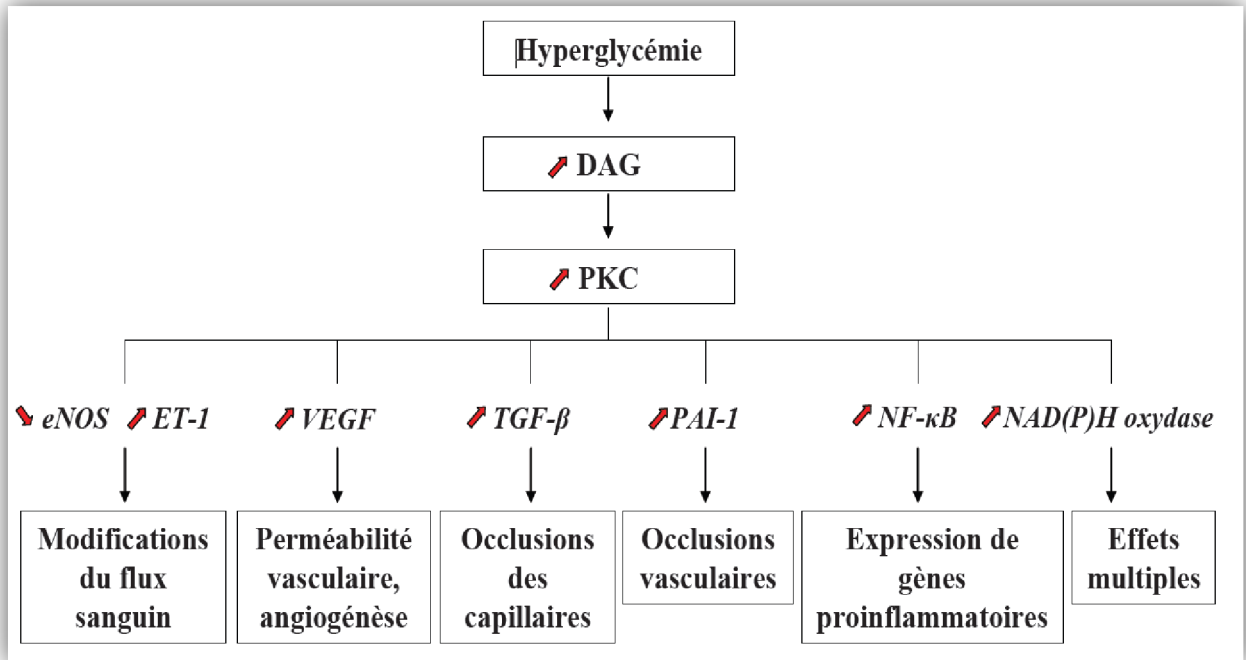 Hyperglycémie
DAG
PKC
eNOS ET-1 VEGF TGF-β PAI-1 NF-κB NAD(P)H oxydase
Modifications
du flux
sanguin
Perméabilité
vasculaire,
angiogénèse
Occlusions
des
capillaires
Occlusions
vasculaires
Expression de
gènes
proinflammatoires
Effets
multiples